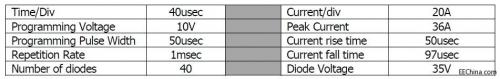 Time/Div 40usec Current/div 20A
Programming Voltage 10V Peak Current 36A
Programming Pulse Width 50usec Current rise time 50usec
Repetition Rate 1msec Current fall time 97usec
Number of diodes 40 Diode Voltage 35V
EEChina.com